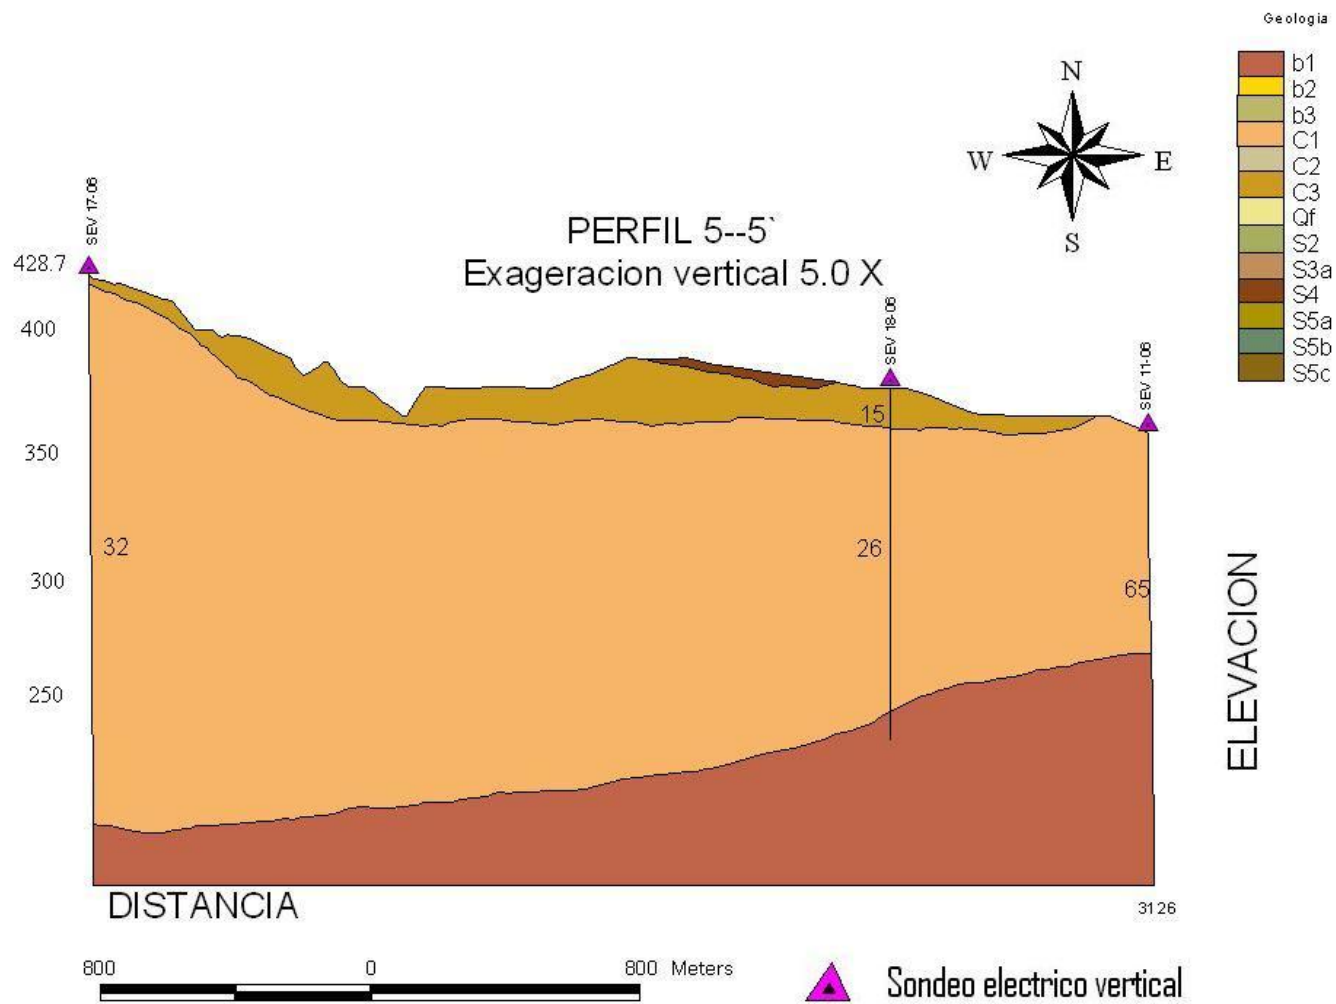 Geologia
b1
b2
b3
C1
C2
C3
Qf
S2
S3a
S4
S5a
S5b
S5c
N
W E
S
PERFIL 5--5`
Exageracion vertical 5.0 X
SEV 17-06
SEV 18-06
SEV 11-06
428.7
400
350
300
250
15
32
26
65
ELEVACION
DISTANCIA
3126
800 0 800 Meters
Sondeo electrico vertical